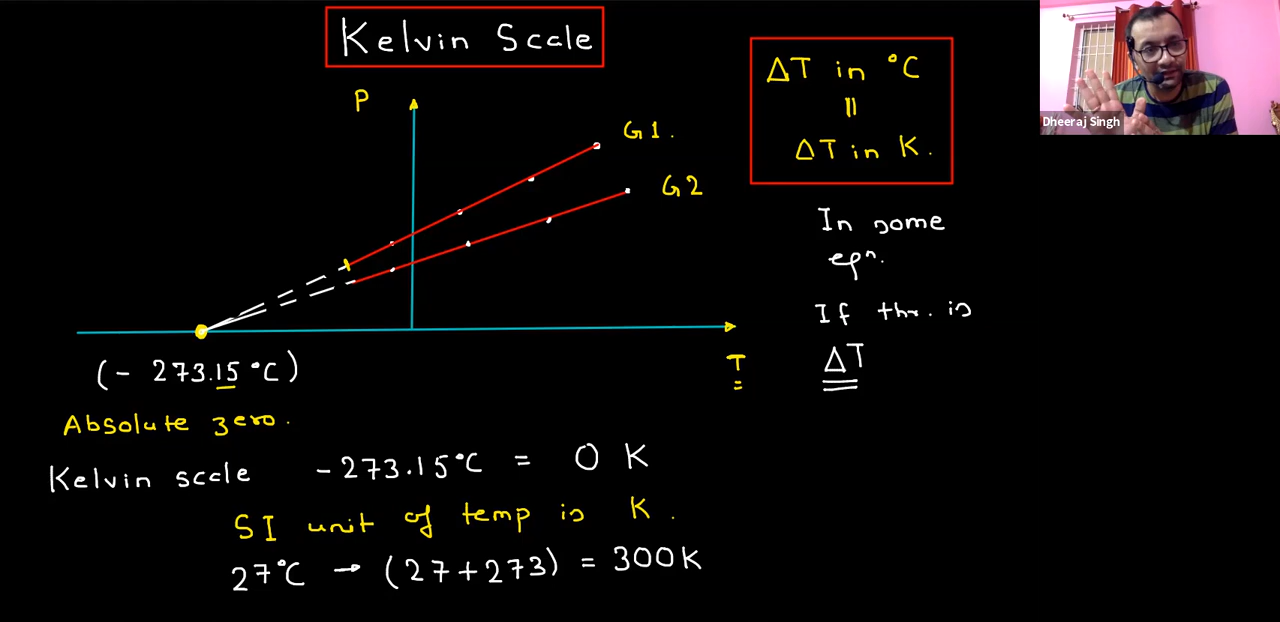 Kelvin Scale
P
G1.
G2
T
(- 273.15 °C)
Absolute zero.
Kelvin scale -273.15°C = 0 K
SI unit of temp is K.
27°C → (27+273) = 300K
ΔT in °C
॥
ΔT in K.
In some
eqⁿ.
If thr. is
ΔT
Dheeraj Singh